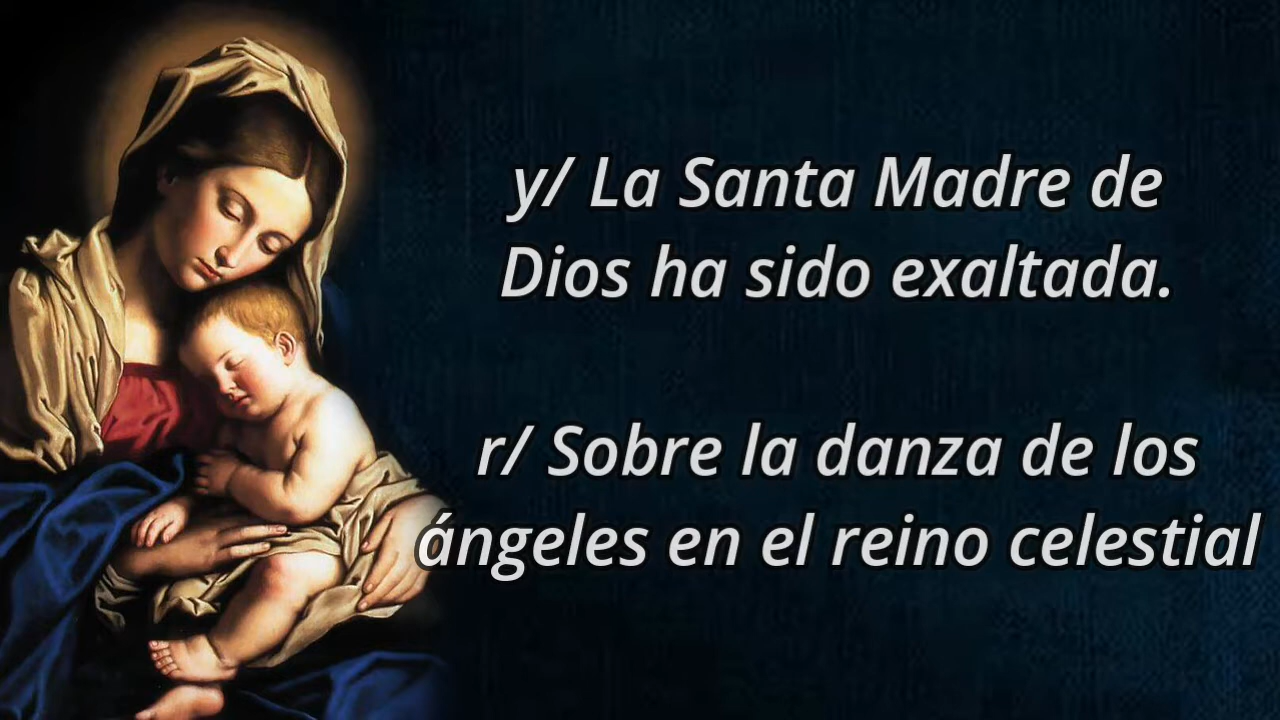 y/ La Santa Madre de
Dios ha sido exaltada.
r/ Sobre la danza de los
ángeles en el reino celestial